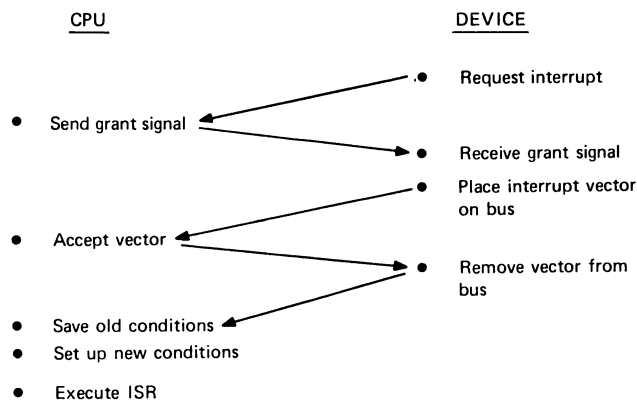 CPU
DEVICE
Request interrupt
Send grant signal
Receive grant signal
Place interrupt vector
on bus
Accept vector
Remove vector from
bus
Save old conditions
Set up new conditions
Execute ISR